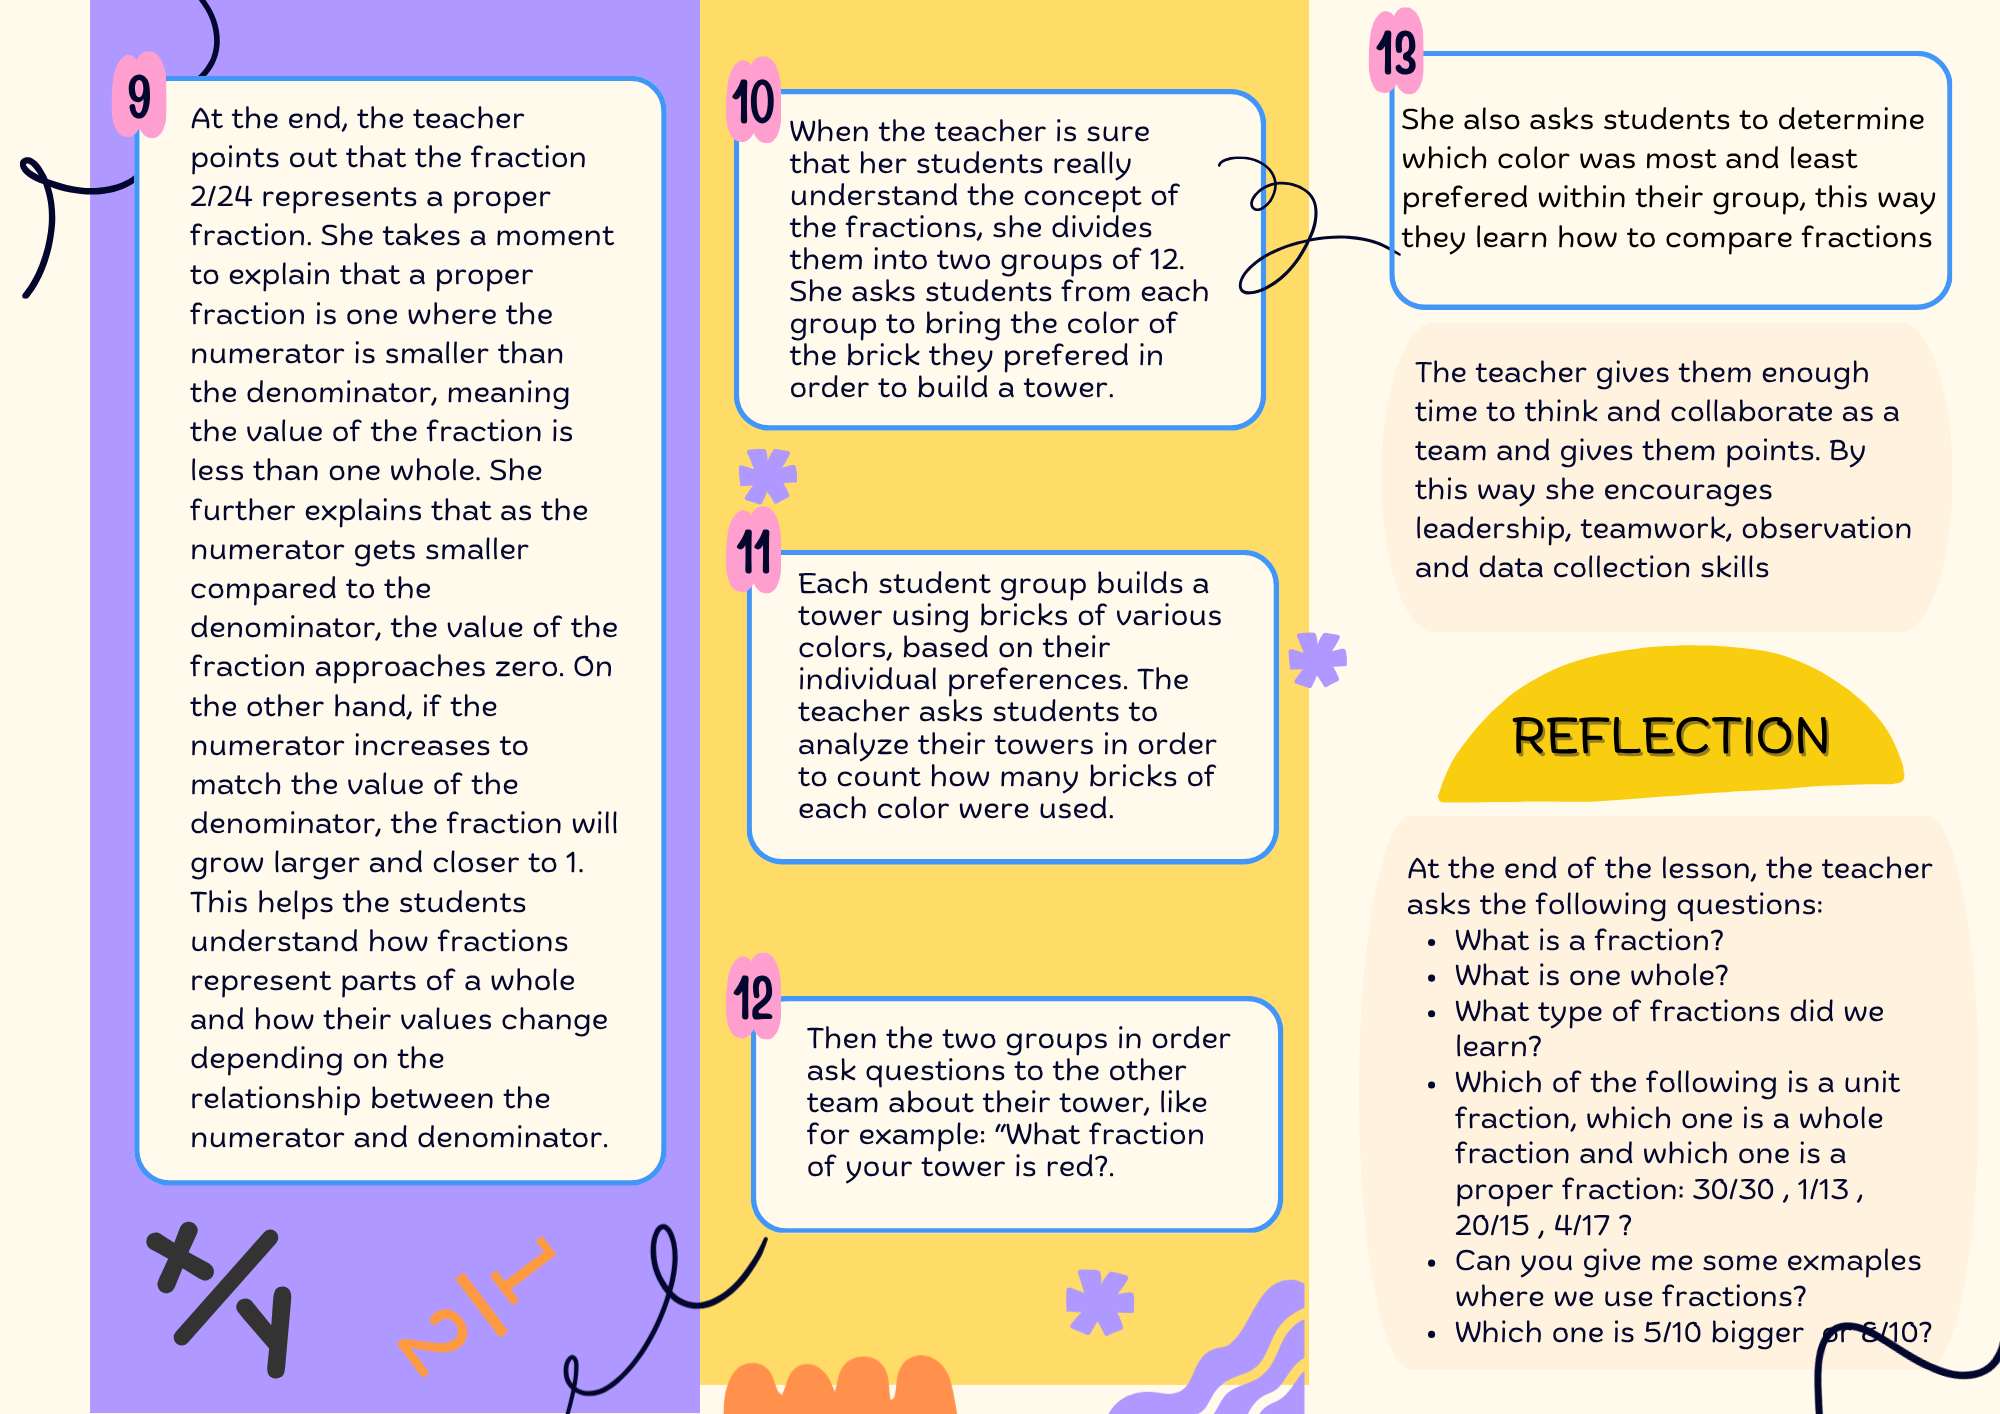 9
At the end, the teacher
points out that the fraction
2/24 represents a proper
fraction. She takes a moment
to explain that a proper
fraction is one where the
numerator is smaller than
the denominator, meaning
the value of the fraction is
less than one whole. She
further explains that as the
numerator gets smaller
compared to the
denominator, the value of the
fraction approaches zero. On
the other hand, if the
numerator increases to
match the value of the
denominator, the fraction will
grow larger and closer to 1.
This helps the students
understand how fractions
represent parts of a whole
and how their values change
depending on the
relationship between the
numerator and denominator.
x/y
1/2
10
When the teacher is sure
that her students really
understand the concept of
the fractions, she divides
them into two groups of 12.
She asks students from each
group to bring the color of
the brick they prefered in
order to build a tower.
11
Each student group builds a
tower using bricks of various
colors, based on their
individual preferences. The
teacher asks students to
analyze their towers in order
to count how many bricks of
each color were used.
12
Then the two groups in order
ask questions to the other
team about their tower, like
for example: “What fraction
of your tower is red?.
13
She also asks students to determine
which color was most and least
prefered within their group, this way
they learn how to compare fractions
The teacher gives them enough
time to think and collaborate as a
team and gives them points. By
this way she encourages
leadership, teamwork, observation
and data collection skills
REFLECTION
At the end of the lesson, the teacher
asks the following questions:
• What is a fraction?
• What is one whole?
• What type of fractions did we
learn?
• Which of the following is a unit
fraction, which one is a whole
fraction and which one is a
proper fraction: 30/30 , 1/13 ,
20/15 , 4/17 ?
• Can you give me some exmaples
where we use fractions?
• Which one is 5/10 bigger or 8/10?